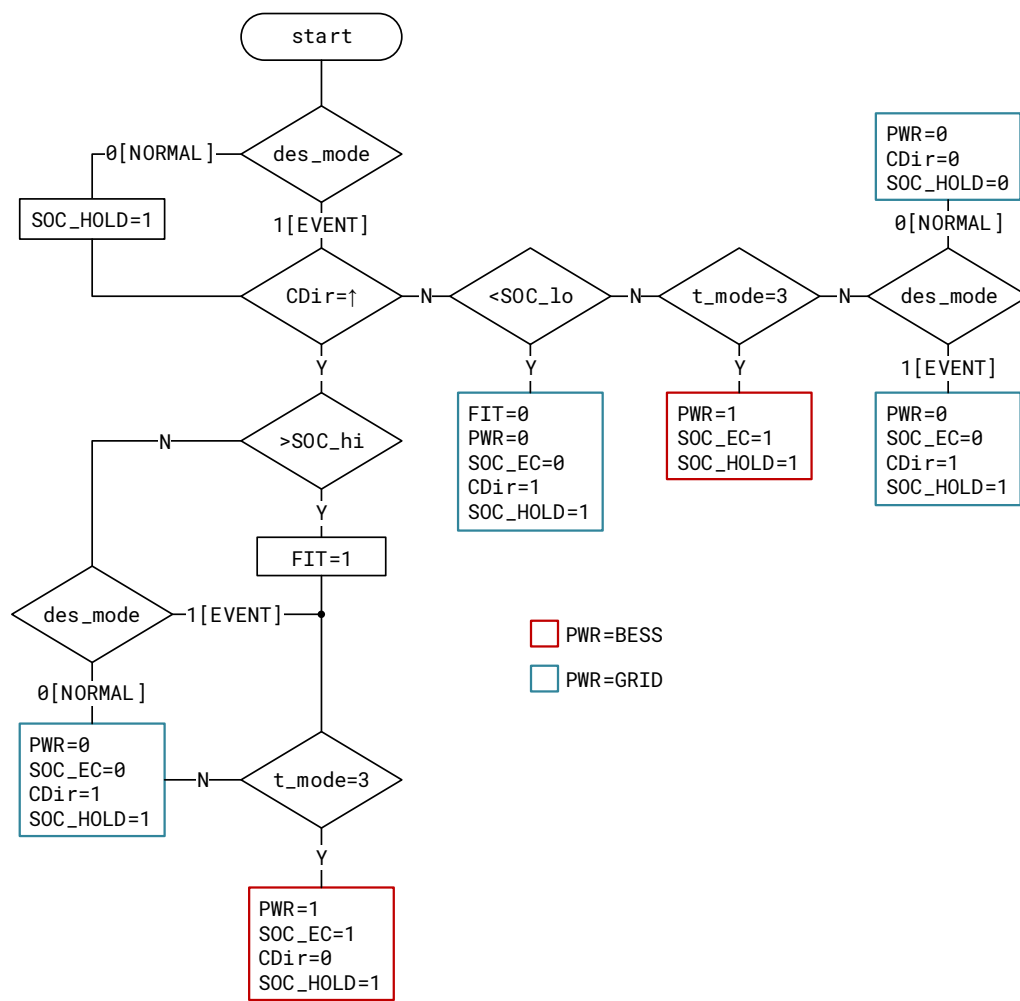 start
des_mode
0[NORMAL]
SOC_HOLD=1
1[EVENT]
CDir=↑
N
<SOC_lo
N
t_mode=3
N
des_mode
0[NORMAL]
PWR=0
CDir=0
SOC_HOLD=0
1[EVENT]
PWR=0
SOC_EC=0
CDir=1
SOC_HOLD=1
Y
PWR=1
SOC_EC=1
SOC_HOLD=1
Y
FIT=0
PWR=0
SOC_EC=0
CDir=1
SOC_HOLD=1
Y
>SOC_hi
N
Y
FIT=1
des_mode
1[EVENT]
0[NORMAL]
PWR=0
SOC_EC=0
CDir=1
SOC_HOLD=1
N
t_mode=3
Y
PWR=1
SOC_EC=1
CDir=0
SOC_HOLD=1
PWR=BESS
PWR=GRID